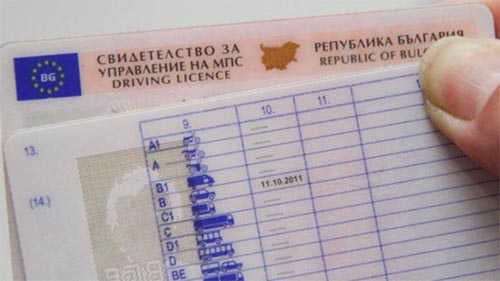 BG
СВИДЕТЕЛСТВО ЗА
УПРАВЛЕНИЕ НА МПС
DRIVING LICENCE
РЕПУБЛИКА БЪЛГАРИЯ
REPUBLIC OF
9.
10.
11.
13.
(14.)
A1
A
B1
11.10.2011
B
C1
C
D1
D
BE